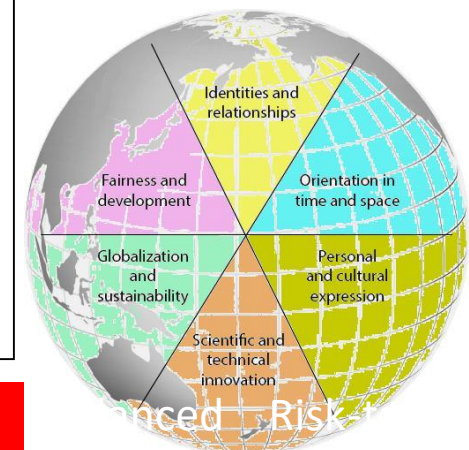 Identities and
relationships
Fairness and
development
Orientation in
time and space
Globalization
and
sustainability
Personal
and cultural
expression
Scientific and
technical
innovation